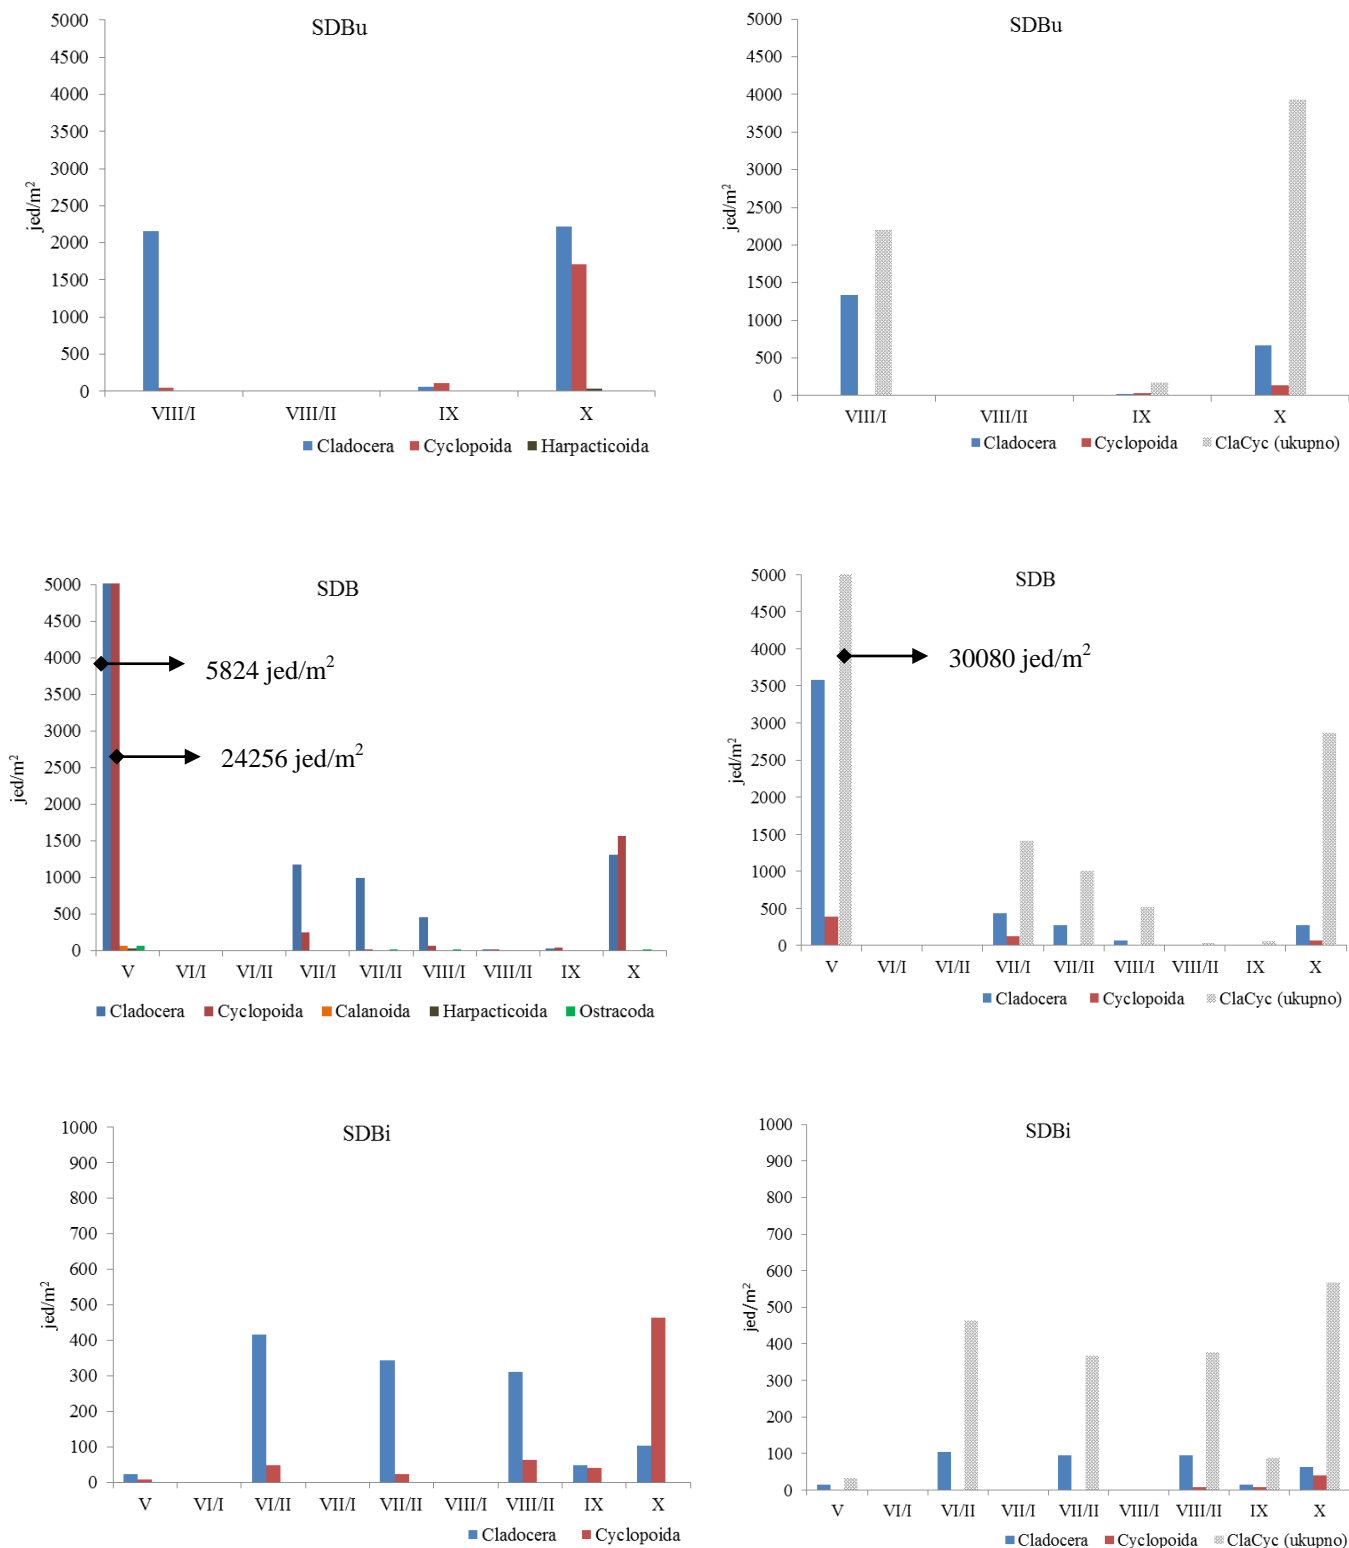 SDBu
5000
4500
4000
3500
3000
2500
2000
1500
1000
500
0
jed/m²
VIII/I VIII/II IX X
Cladocera Cyclopoida Harpacticoida
SDBu
5000
4500
4000
3500
3000
2500
2000
1500
1000
500
0
jed/m²
VIII/I VIII/II IX X
Cladocera Cyclopoida ClaCyc (ukupno)
SDB
5000
4500
4000
3500
3000
2500
2000
1500
1000
500
0
jed/m²
5824 jed/m²
24256 jed/m²
V VI/I VI/II VII/I VII/II VIII/I VIII/II IX X
Cladocera Cyclopoida Calanoida Harpacticoida Ostracoda
SDB
5000
4500
4000
3500
3000
2500
2000
1500
1000
500
0
jed/m²
30080 jed/m²
V VI/I VI/II VII/I VII/II VIII/I VIII/II IX X
Cladocera Cyclopoida ClaCyc (ukupno)
SDBi
1000
900
800
700
600
500
400
300
200
100
0
jed/m²
V VI/I VI/II VII/I VII/II VIII/I VIII/II IX X
Cladocera Cyclopoida
SDBi
1000
900
800
700
600
500
400
300
200
100
0
jed/m²
V VI/I VI/II VII/I VII/II VIII/I VIII/II IX X
Cladocera Cyclopoida ClaCyc (ukupno)